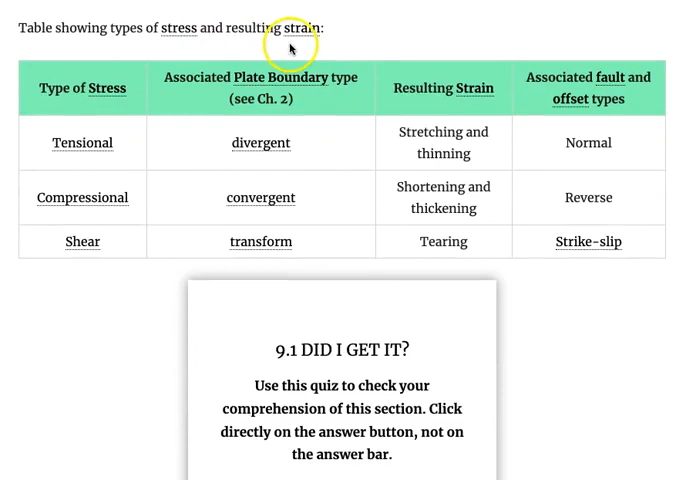 Table showing types of stress and resulting strain:
Type of Stress
Associated Plate Boundary type
(see Ch. 2)
Resulting Strain
Associated fault and
offset types
Tensional
divergent
Stretching and
thinning
Normal
Compressional
convergent
Shortening and
thickening
Reverse
Shear
transform
Tearing
Strike-slip
9.1 DID I GET IT?
Use this quiz to check your
comprehension of this section. Click
directly on the answer button, not on
the answer bar.